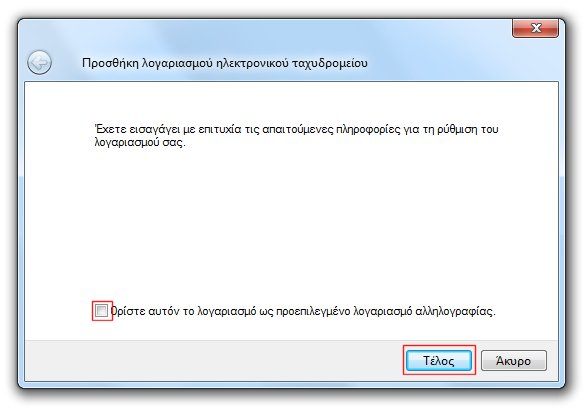 Προσθήκη λογαριασμού ηλεκτρονικού ταχυδρομείου
Έχετε εισαγάγει με επιτυχία τις απαιτούμενες πληροφορίες για τη ρύθμιση του
λογαριασμού σας.
Ορίστε αυτόν το λογαριασμό ως προεπιλεγμένο λογαριασμό αλληλογραφίας.
Τέλος Άκυρο